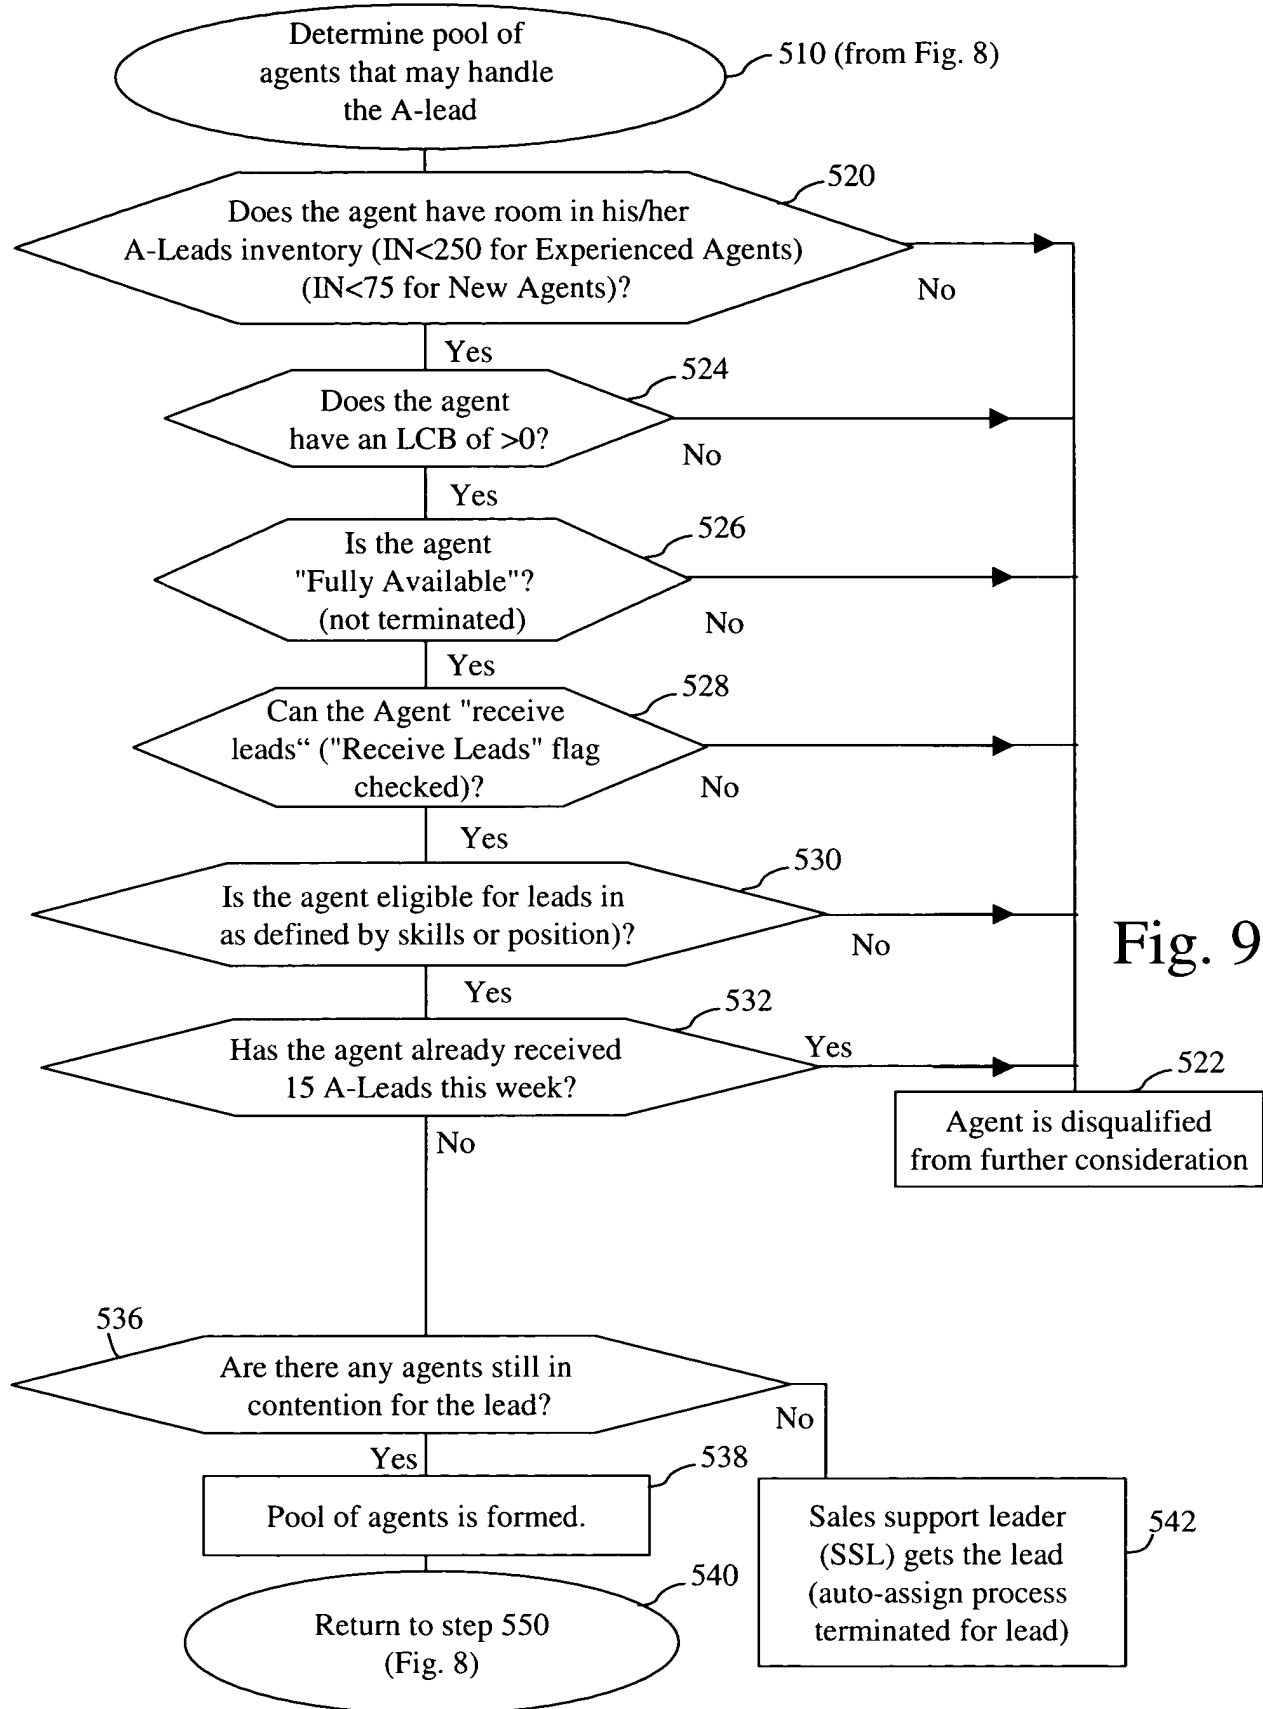 Determine pool of
agents that may handle
the A-lead
510 (from Fig. 8)
520
Does the agent have room in his/her
A-Leads inventory (IN<250 for Experienced Agents)
(IN<75 for New Agents)?
No
Yes
524
Does the agent
have an LCB of >0?
No
Yes
526
Is the agent
"Fully Available"?
(not terminated)
No
Yes
528
Can the Agent "receive
leads“ ("Receive Leads" flag
checked)?
No
Yes
530
Is the agent eligible for leads in
as defined by skills or position)?
No
Fig. 9
Yes
532
Has the agent already received
15 A-Leads this week?
Yes
522
Agent is disqualified
from further consideration
No
536
Are there any agents still in
contention for the lead?
No
Yes
538
Pool of agents is formed.
Sales support leader
(SSL) gets the lead
(auto-assign process
terminated for lead)
542
540
Return to step 550
(Fig. 8)